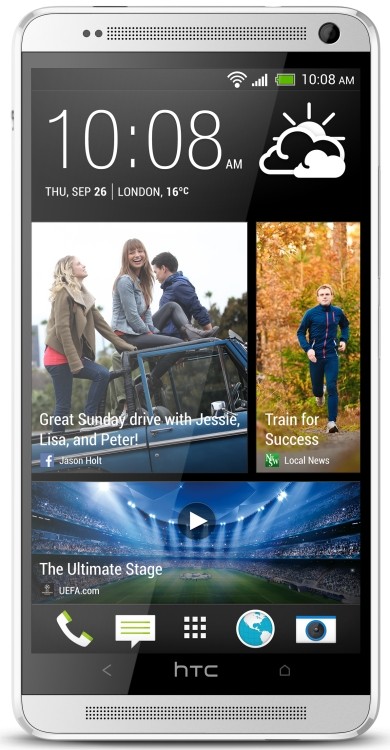 10:08 AM
10:08 AM
THU, SEP 26 | LONDON, 16°C
Great Sunday drive with Jessie,
Lisa, and Peter!
f Jason Holt
Train for
Success
Local News
The Ultimate Stage
UEFA.com
hTC